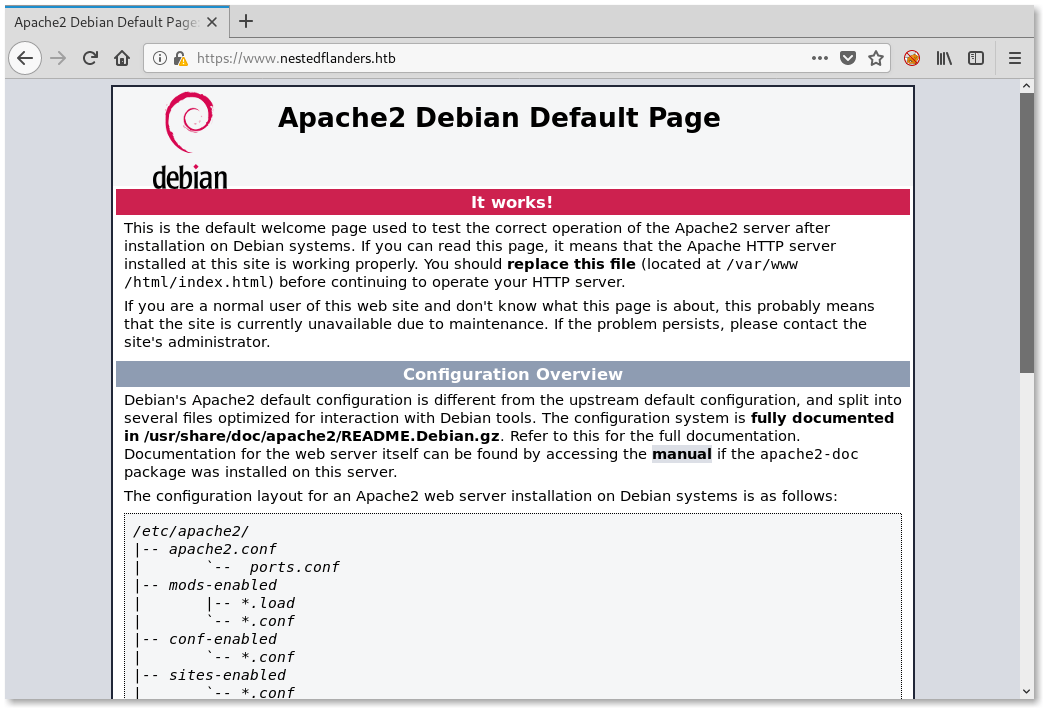 Apache2 Debian Default Page:
https://www.nestedflanders.htb
debian
Apache2 Debian Default Page
It works!
This is the default welcome page used to test the correct operation of the Apache2 server after
installation on Debian systems. If you can read this page, it means that the Apache HTTP server
installed at this site is working properly. You should replace this file (located at /var/www
/html/index.html) before continuing to operate your HTTP server.
If you are a normal user of this web site and don't know what this page is about, this probably means
that the site is currently unavailable due to maintenance. If the problem persists, please contact the
site's administrator.
Configuration Overview
Debian's Apache2 default configuration is different from the upstream default configuration, and split into
several files optimized for interaction with Debian tools. The configuration system is fully documented
in /usr/share/doc/apache2/README.Debian.gz. Refer to this for the full documentation.
Documentation for the web server itself can be found by accessing the manual if the apache2-doc
package was installed on this server.
The configuration layout for an Apache2 web server installation on Debian systems is as follows:
/etc/apache2/
|-- apache2.conf
|       `--  ports.conf
|-- mods-enabled
|       |-- *.load
|       `-- *.conf
|-- conf-enabled
|       `-- *.conf
|-- sites-enabled
|       `-- *.conf